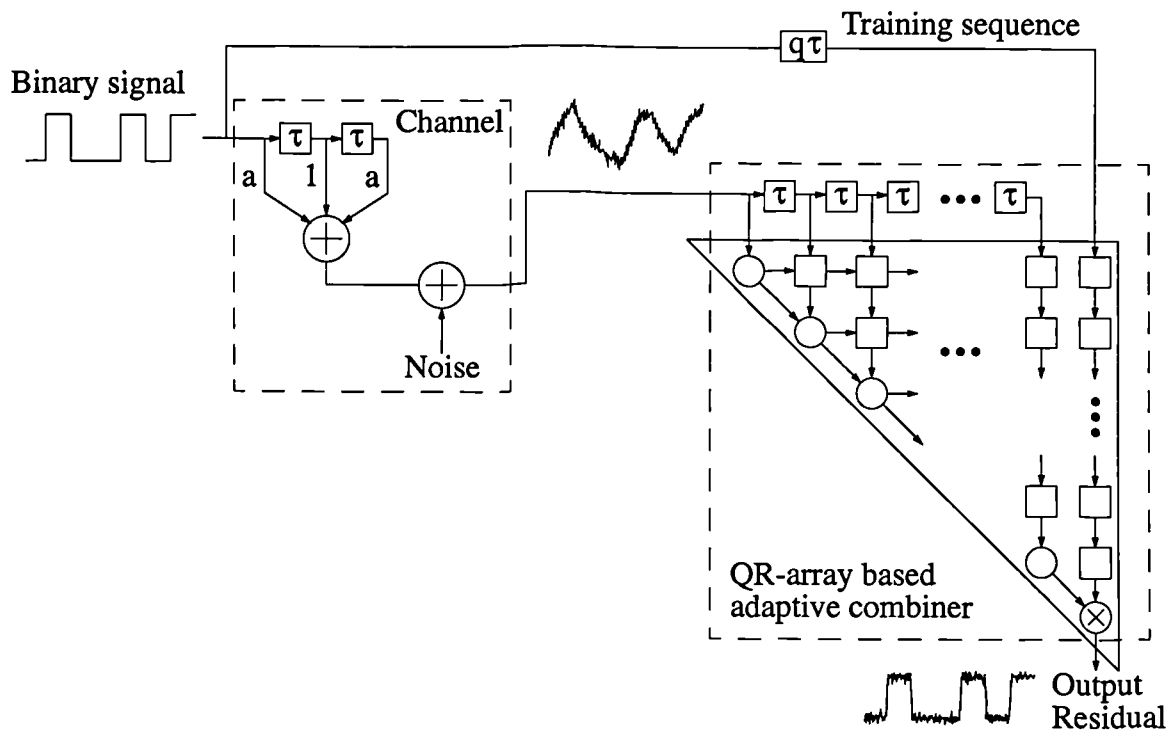 Training sequence
qτ
Binary signal
Channel
τ
τ
a
1
a
Noise
τ
τ
τ
τ
QR-array based
adaptive combiner
Output
Residual